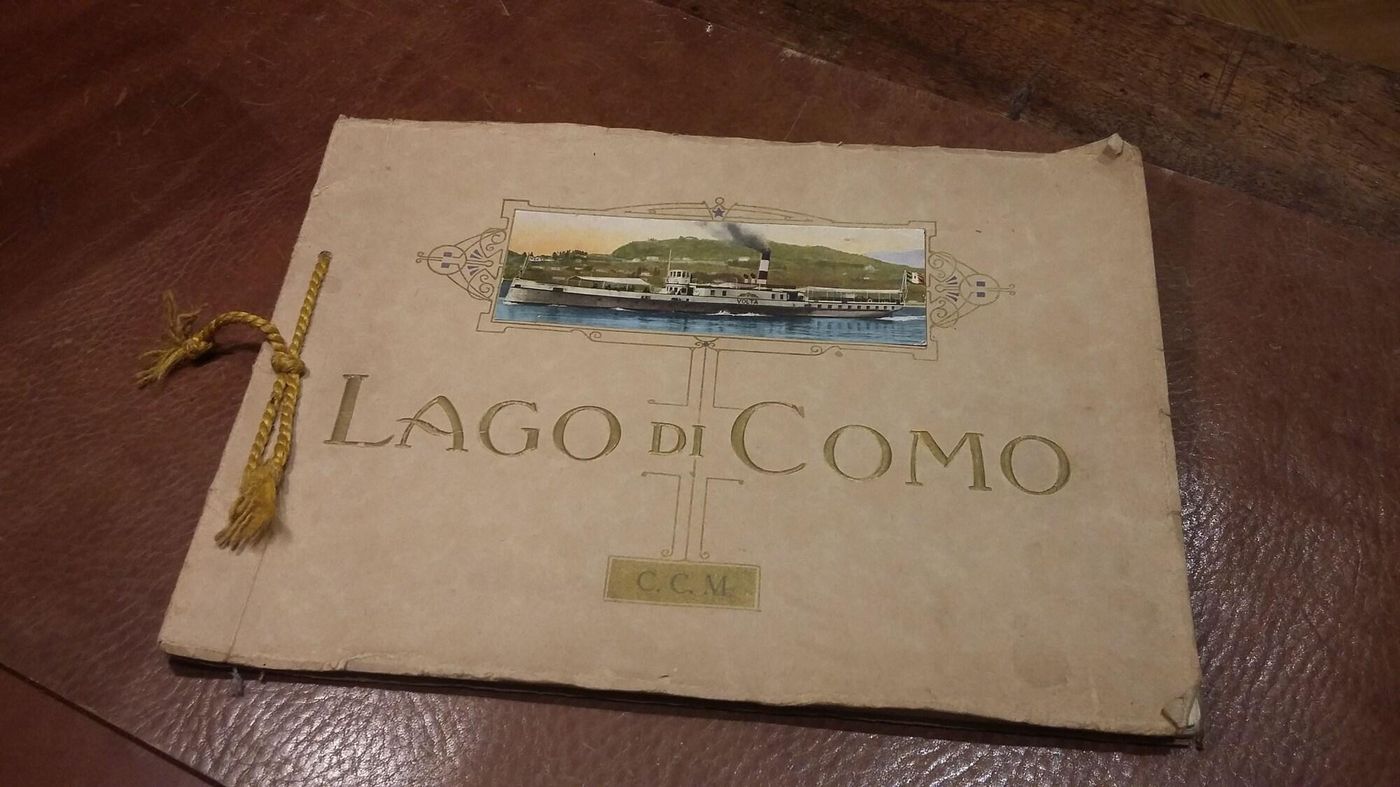 VOLTA
LAGO DI COMO
C. C. M.